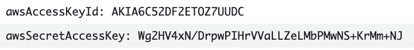 awsAccessKeyId: AKIA6C52DF2ETOZ7UUDC
awsSecretAccessKey: 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